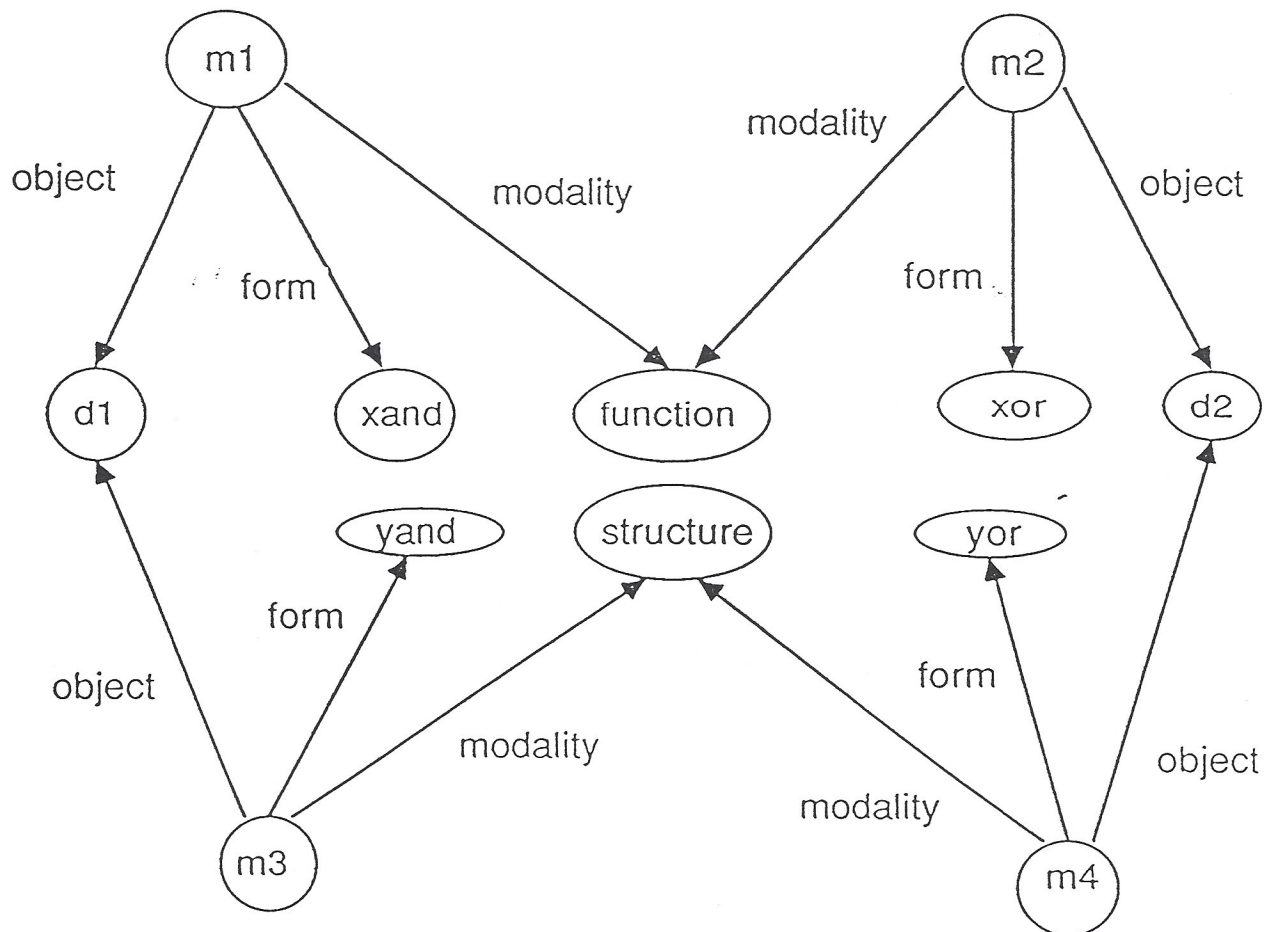 m1
m2
modality
object
modality
object
form
form
d1
xand
function
xor
d2
yand
structure
yor
form
object
form
modality
object
modality
m3
m4